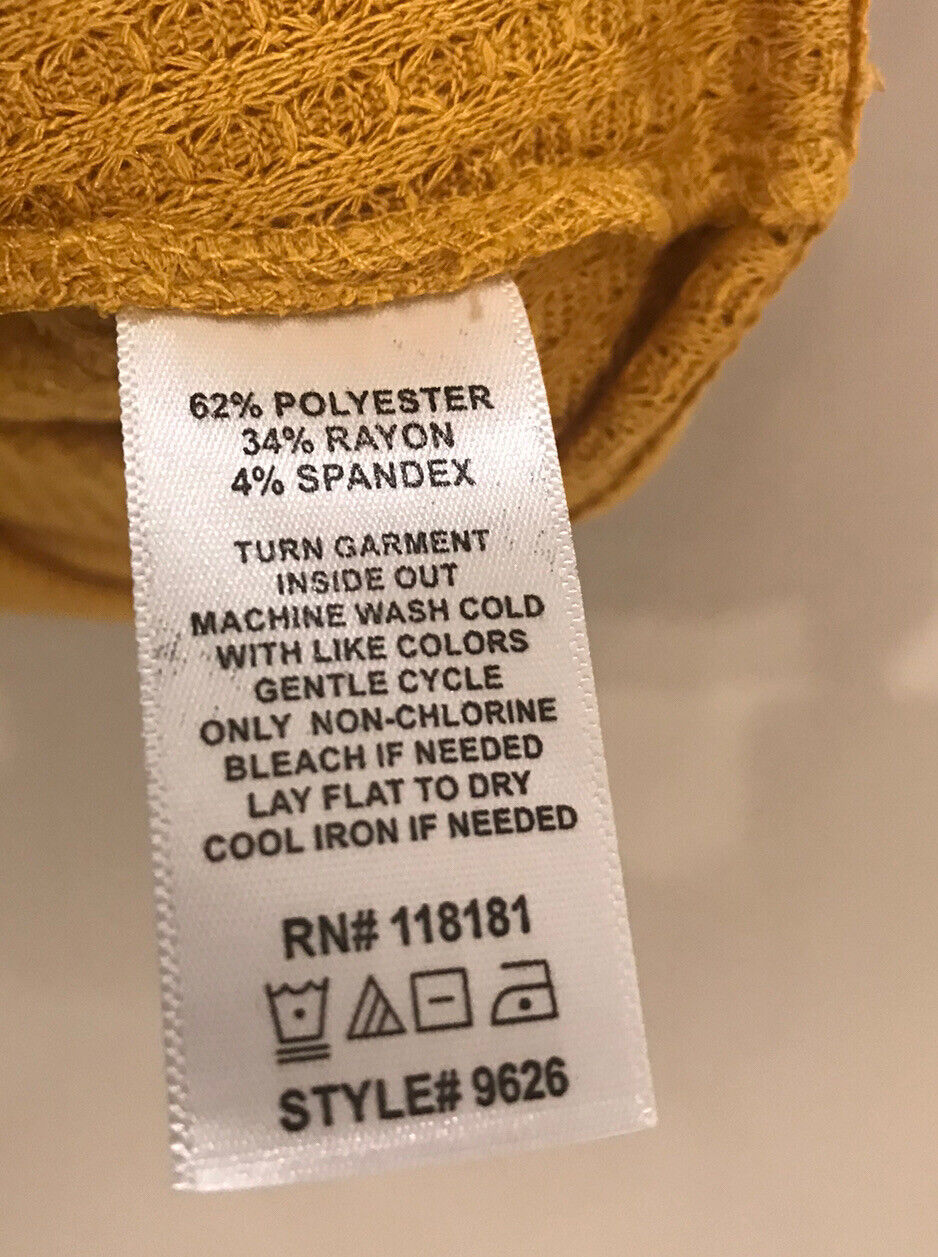 62% POLYESTER
34% RAYON
4% SPANDEX
TURN GARMENT
INSIDE OUT
MACHINE WASH COLD
WITH LIKE COLORS
GENTLE CYCLE
ONLY NON-CHLORINE
BLEACH IF NEEDED
LAY FLAT TO DRY
COOL IRON IF NEEDED
RN# 118181
STYLE# 9626